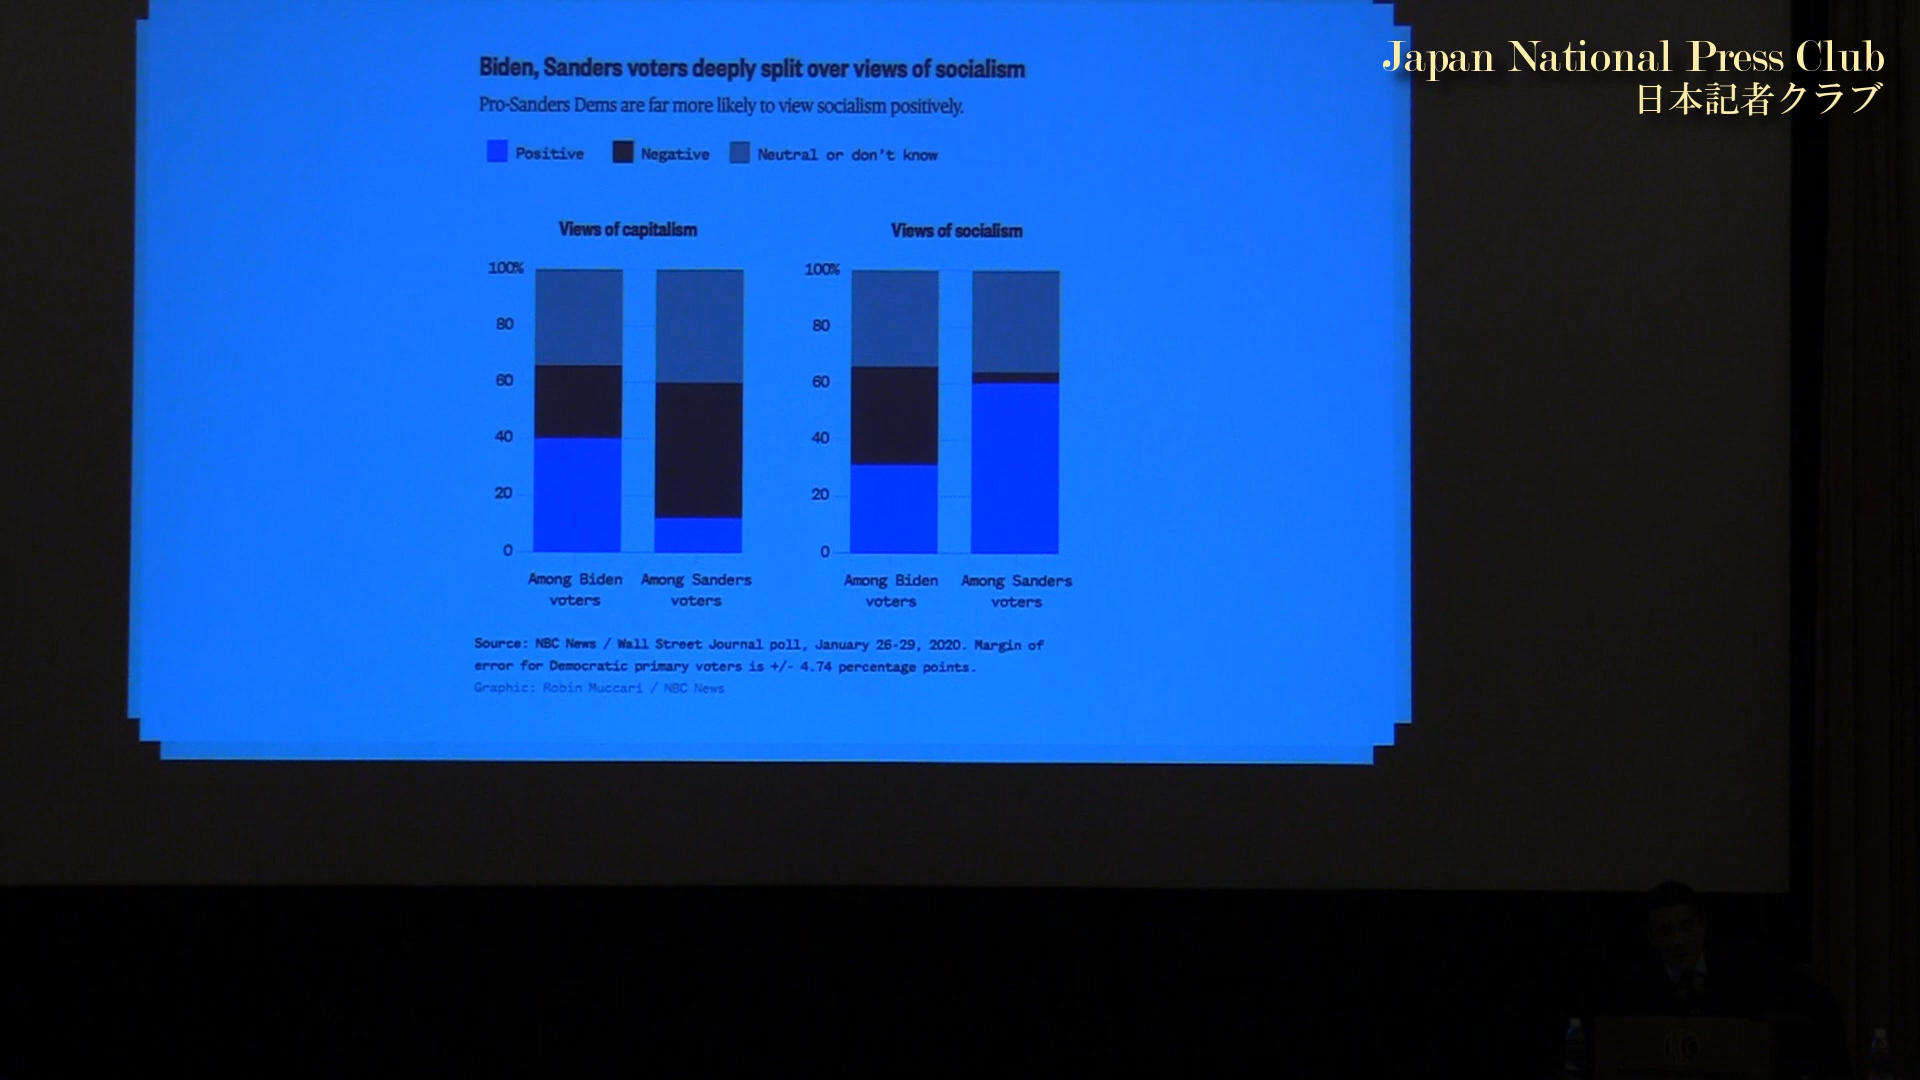 Japan National Press Club
日本記者クラブ
Biden, Sanders voters deeply split over views of socialism
Pro-Sanders Dems are far more likely to view socialism positively.
Positive Negative Neutral or don't know
Views of capitalism
100%
80
60
40
20
0
Among Biden voters
Among Sanders voters
Views of socialism
100%
80
60
40
20
0
Among Biden voters
Among Sanders voters
Source: NBC News / Wall Street Journal poll, January 26-29, 2020. Margin of
error for Democratic primary voters is +/- 4.74 percentage points.
Graphic: Robin Muccari / NBC News